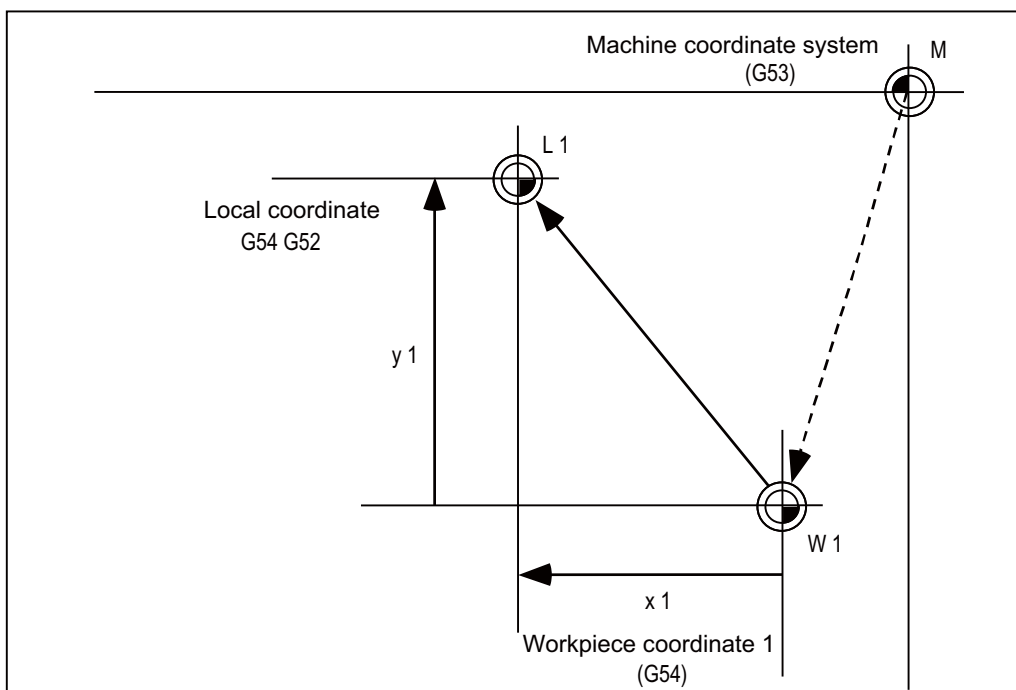 Machine coordinate system
(G53)
M
L 1
Local coordinate
G54 G52
y 1
W 1
x 1
Workpiece coordinate 1
(G54)